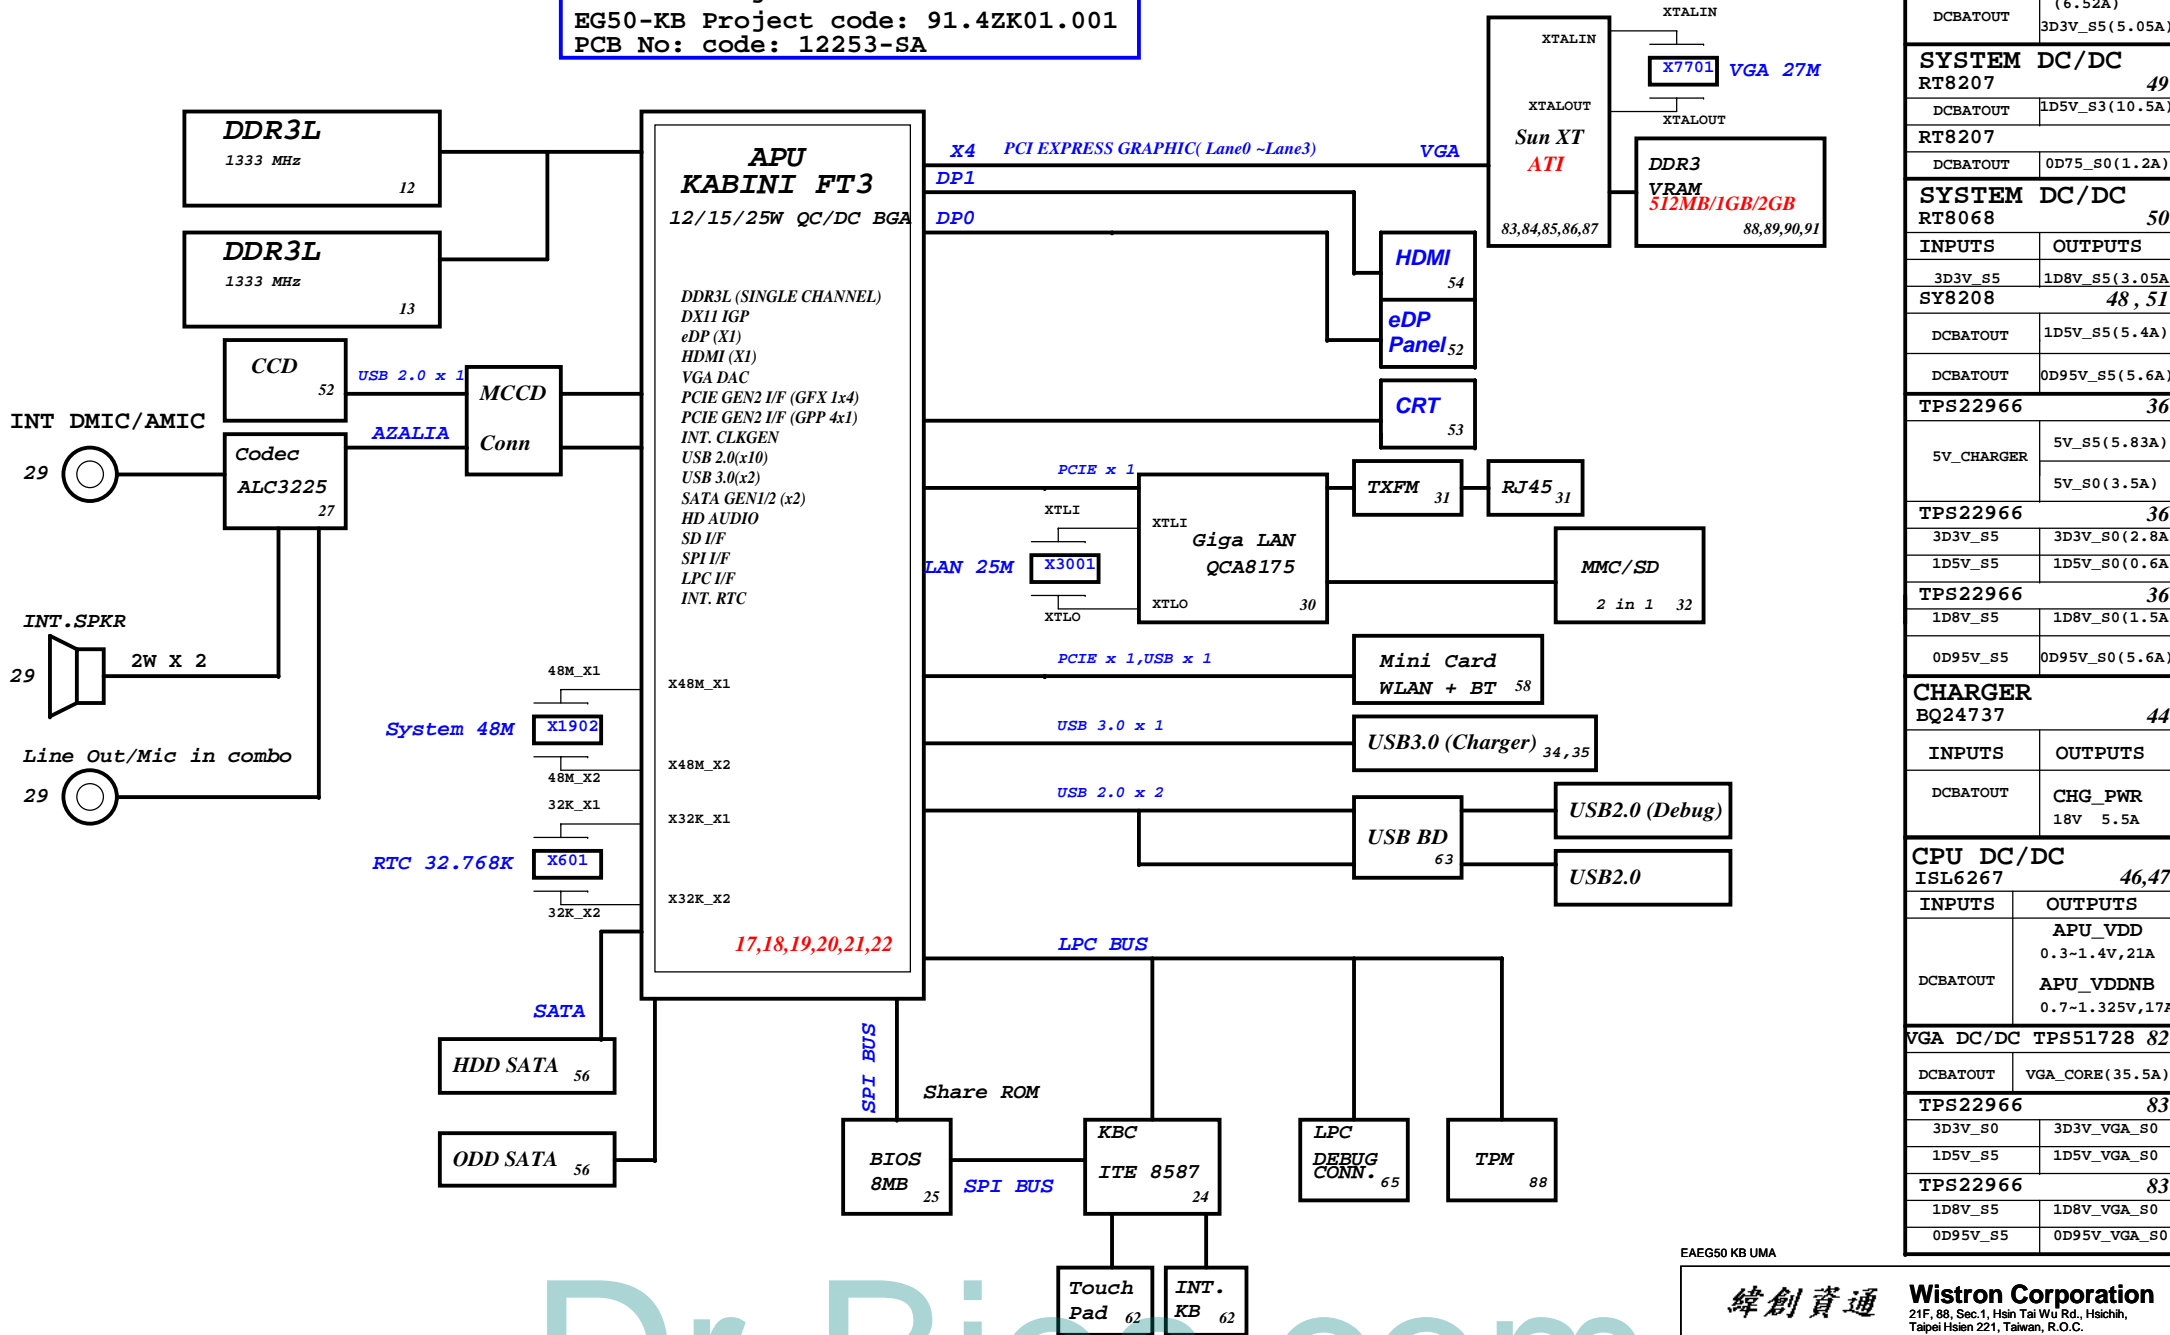 EG50-KB Project code: 91.4ZK01.001
PCB No: code: 12253-SA
DDR3L
1333 MHz
12
DDR3L
1333 MHz
13
CCD
52
USB 2.0 x 1
MCCD
Conn
INT DMIC/AMIC
29
Codec
ALC3225
27
AZALIA
INT.SPKR
29
2W X 2
Line Out/Mic in combo
29
APU
KABINI FT3
12/15/25W QC/DC BGA
DDR3L (SINGLE CHANNEL)
DX11 IGP
eDP (X1)
HDMI (X1)
VGA DAC
PCIE GEN2 I/F (GFX 1x4)
PCIE GEN2 I/F (GPP 4x1)
INT. CLKGEN
USB 2.0(x10)
USB 3.0(x2)
SATA GEN1/2 (x2)
HD AUDIO
SD I/F
SPI I/F
LPC I/F
INT. RTC
X48M_X1
X48M_X2
X32K_X1
X32K_X2
17,18,19,20,21,22
48M_X1
System 48M
X1902
48M_X2
32K_X1
RTC 32.768K
X601
32K_X2
SATA
HDD SATA 56
ODD SATA 56
X4 PCI EXPRESS GRAPHIC( Lane0 ~Lane3) VGA
DP1
DP0
XTALIN
XTALIN
X7701 VGA 27M
XTALOUT
XTALOUT
Sun XT
ATI
83,84,85,86,87
DDR3
VRAM
512MB/1GB/2GB
88,89,90,91
HDMI
54
eDP
Panel 52
CRT
53
PCIE x 1
XTLI
XTLI
LAN 25M X3001
XTLO
XTLO
Giga LAN
QCA8175
30
TXFM 31
RJ45 31
MMC/SD
2 in 1 32
PCIE x 1,USB x 1
Mini Card
WLAN + BT 58
USB 3.0 x 1
USB3.0 (Charger) 34,35
USB 2.0 x 2
USB BD
63
USB2.0 (Debug)
USB2.0
LPC BUS
SPI BUS
Share ROM
BIOS
8MB 25
SPI BUS
KBC
ITE 8587
24
LPC
DEBUG
CONN. 65
TPM
88
Touch
Pad 62
INT.
KB 62
(6.52A)
DCBATOUT
3D3V_S5(5.05A)
SYSTEM DC/DC
RT8207 49
DCBATOUT 1D5V_S3(10.5A)
RT8207
DCBATOUT 0D75_S0(1.2A)
SYSTEM DC/DC
RT8068 50
INPUTS OUTPUTS
3D3V_S5 1D8V_S5(3.05A
SY8208 48 , 51
DCBATOUT 1D5V_S5(5.4A)
DCBATOUT 0D95V_S5(5.6A)
TPS22966 36
5V_CHARGER
5V_S5(5.83A)
5V_S0(3.5A)
TPS22966 36
3D3V_S5 3D3V_S0(2.8A
1D5V_S5 1D5V_S0(0.6A
TPS22966 36
1D8V_S5 1D8V_S0(1.5A
0D95V_S5 0D95V_S0(5.6A)
CHARGER
BQ24737 44
INPUTS OUTPUTS
DCBATOUT
CHG_PWR
18V 5.5A
CPU DC/DC
ISL6267 46,47
INPUTS OUTPUTS
DCBATOUT
APU_VDD
0.3~1.4V,21A
APU_VDDNB
0.7~1.325V,17A
VGA DC/DC TPS51728 82
DCBATOUT VGA_CORE(35.5A)
TPS22966 83
3D3V_S0 3D3V_VGA_S0
1D5V_S5 1D5V_VGA_S0
TPS22966 83
1D8V_S5 1D8V_VGA_S0
0D95V_S5 0D95V_VGA_S0
EAEG50 KB UMA
緯創資通 Wistron Corporation
21F, 88, Sec.1, Hsin Tai Wu Rd., Hsichih,
Taipei Hsien 221, Taiwan, R.O.C.